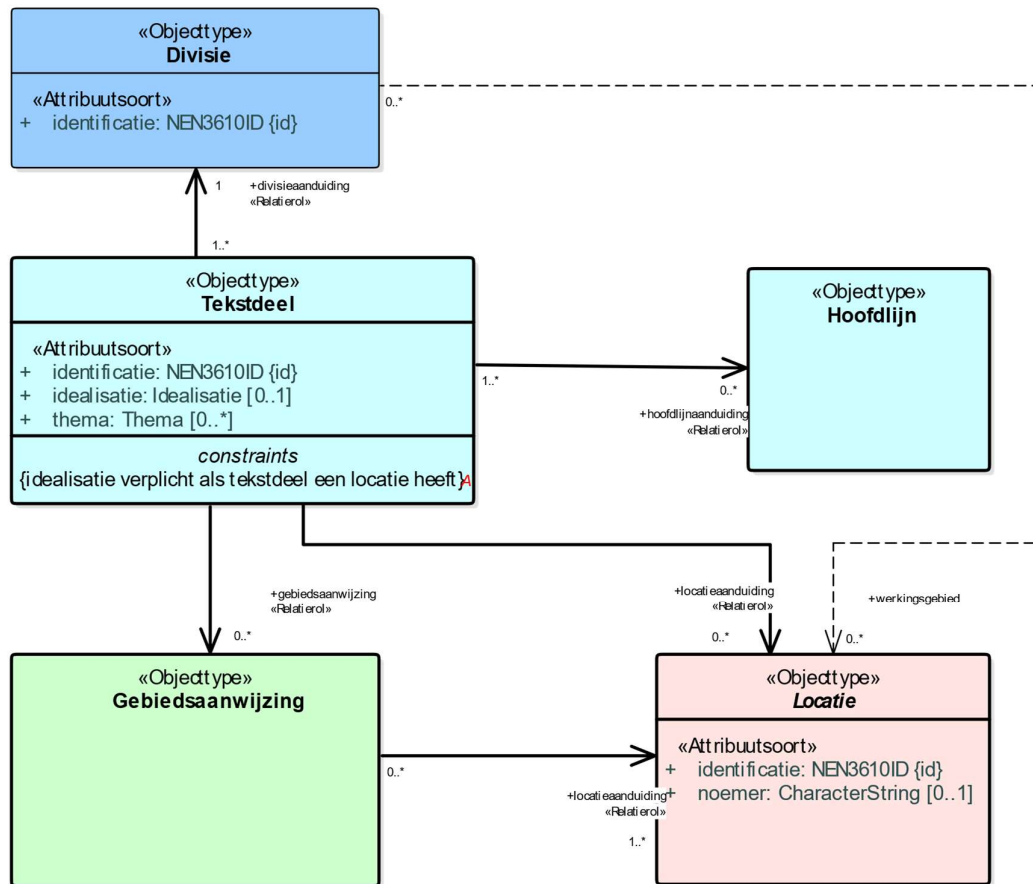 «Objecttype»
Divisie
«Attribuutsoort»
+ identificatie: NEN3610ID {id}
0..*
1
+divisieaanduiding
«Relatierol»
1..*
«Objecttype»
Tekstdeel
«Attribuutsoort»
+ identificatie: NEN3610ID {id}
+ idealisatie: Idealisatie [0..1]
+ thema: Thema [0..*]
constraints
{idealisatie verplicht als tekstdeel een locatie heeft}A
«Objecttype»
Hoofdlijn
1..*
0..*
+hoofdlijnaanduiding
«Relatierol»
+gebiedsaanwijzing
«Relatierol»
0..*
+locatieaanduiding
«Relatierol»
0..*
+werkingsgebied
0..*
«Objecttype»
Gebiedsaanwijzing
«Objecttype»
Locatie
«Attribuutsoort»
+ identificatie: NEN3610ID {id}
+ noemer: CharacterString [0..1]
0..*
+locatieaanduiding
«Relatierol»
1..*